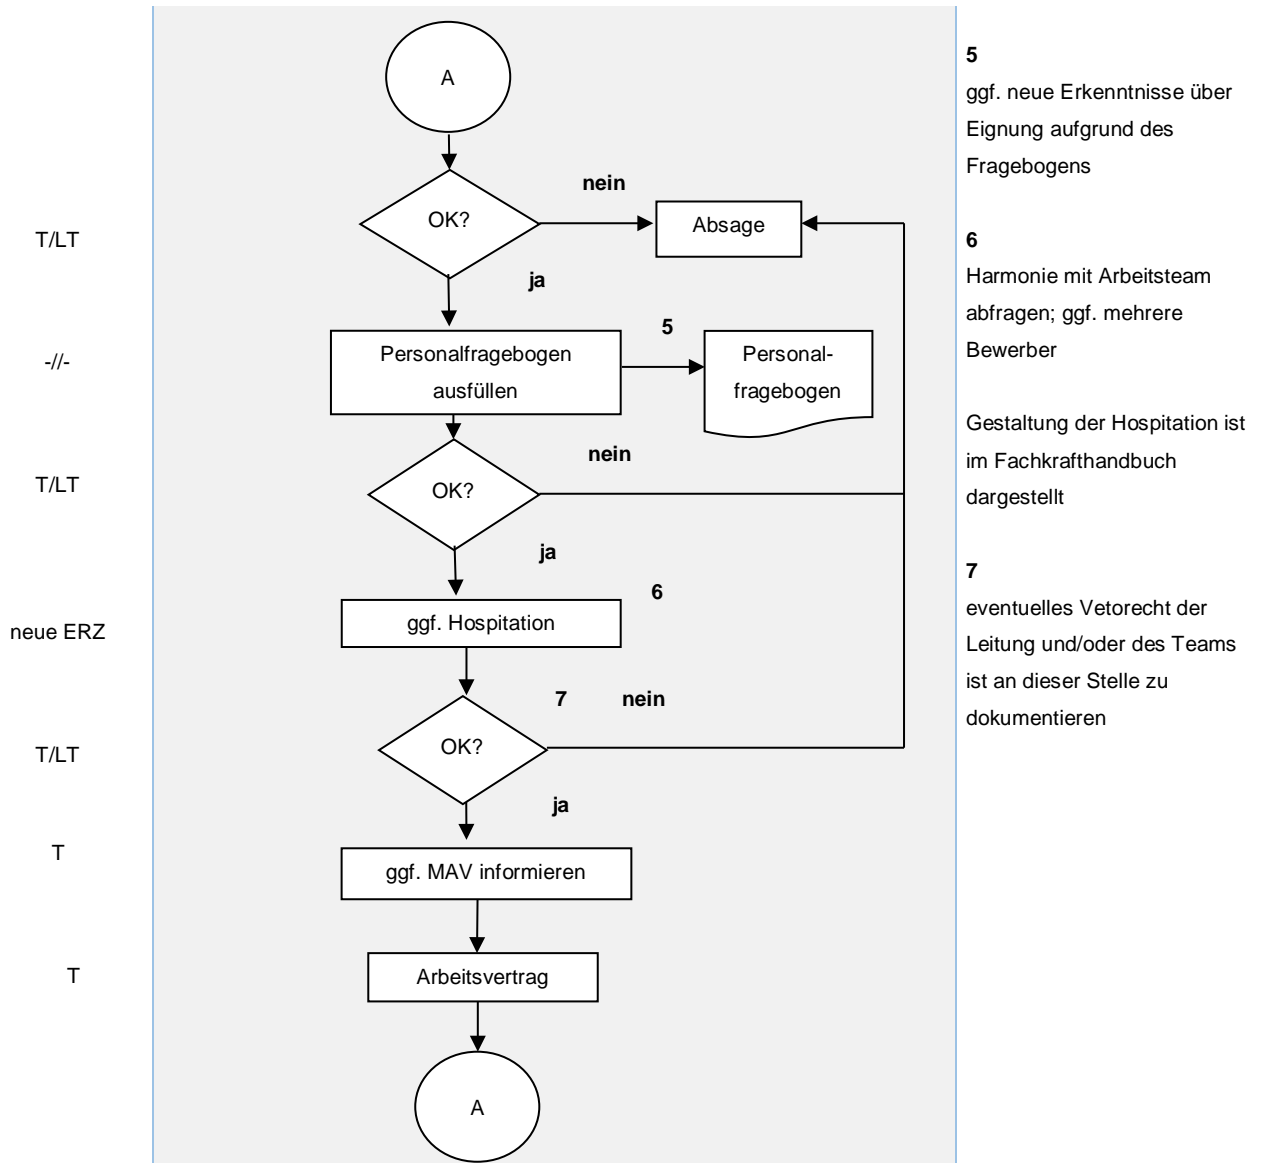 A
nein
OK?
Absage
T/LT
ja
5
Personalfragebogen
ausfüllen
Personal-
fragebogen
-//-
nein
OK?
T/LT
ja
6
ggf. Hospitation
neue ERZ
7
nein
OK?
T/LT
ja
T
ggf. MAV informieren
T
Arbeitsvertrag
A
5
ggf. neue Erkenntnisse über
Eignung aufgrund des
Fragebogens
6
Harmonie mit Arbeitsteam
abfragen; ggf. mehrere
Bewerber
Gestaltung der Hospitation ist
im Fachkrafthandbuch
dargestellt
7
eventuelles Vetorecht der
Leitung und/oder des Teams
ist an dieser Stelle zu
dokumentieren